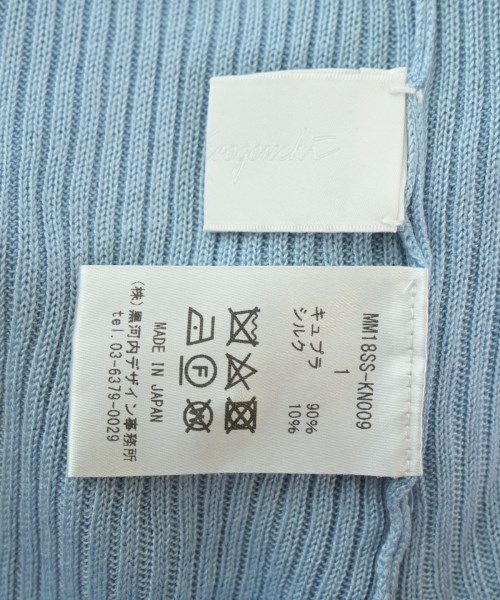 MM18SS-KN009
1
キュプラ 90%
シルク 10%
MADE IN JAPAN
(株)黒河内デザイン事務所
tel. 03-6379-0029